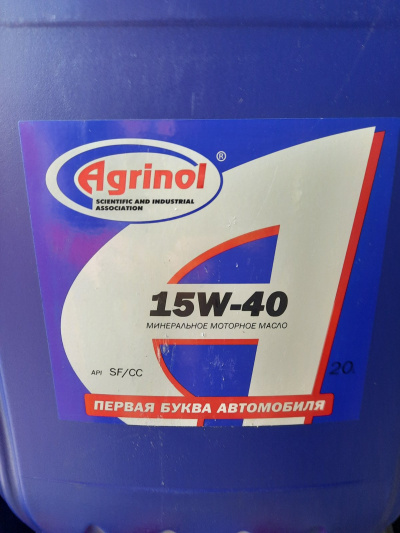 Agrinol ®
SCIENTIFIC AND INDUSTRIAL
ASSOCIATION
15W-40
МИНЕРАЛЬНОЕ МОТОРНОЕ МАСЛО
API SF/CC
20
ПЕРВАЯ БУКВА АВТОМОБИЛЯ